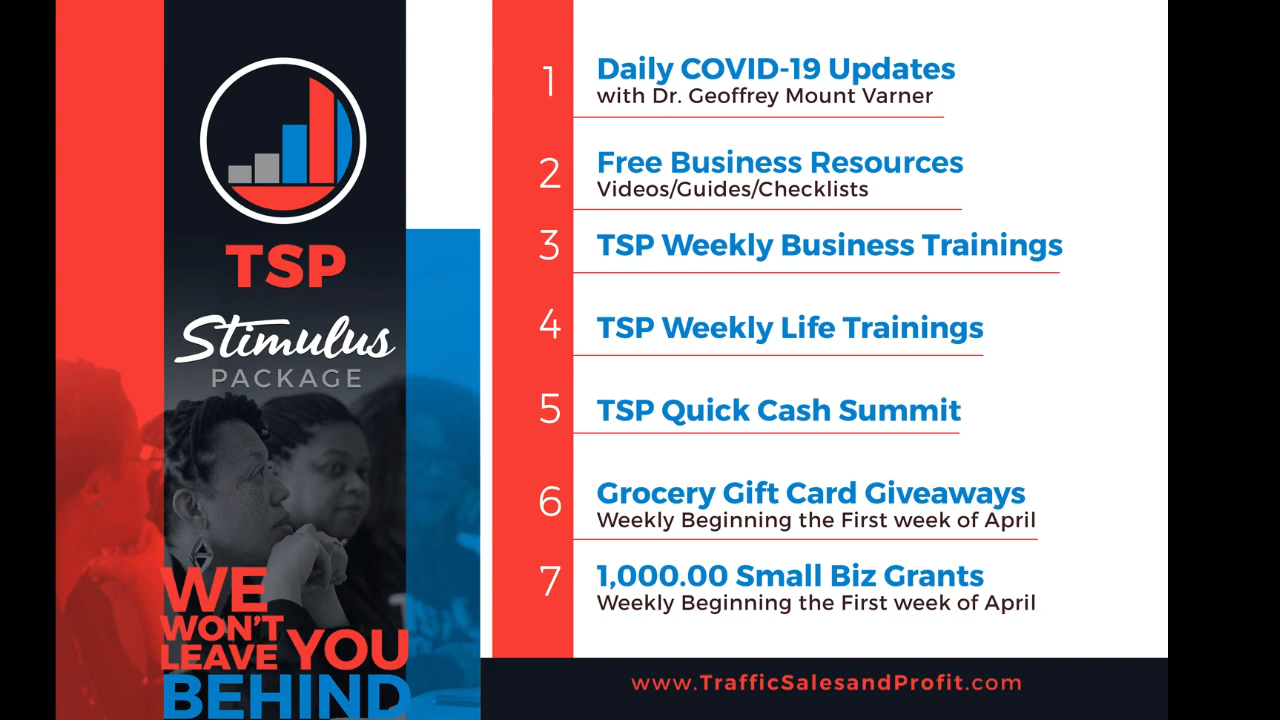 TSP
Stimulus
PACKAGE
WE
WON'T
LEAVE YOU
BEHIND
1
Daily COVID-19 Updates
with Dr. Geoffrey Mount Varner
2
Free Business Resources
Videos/Guides/Checklists
3
TSP Weekly Business Trainings
4
TSP Weekly Life Trainings
5
TSP Quick Cash Summit
6
Grocery Gift Card Giveaways
Weekly Beginning the First week of April
7
1,000.00 Small Biz Grants
Weekly Beginning the First week of April
www.TrafficSalesandProfit.com